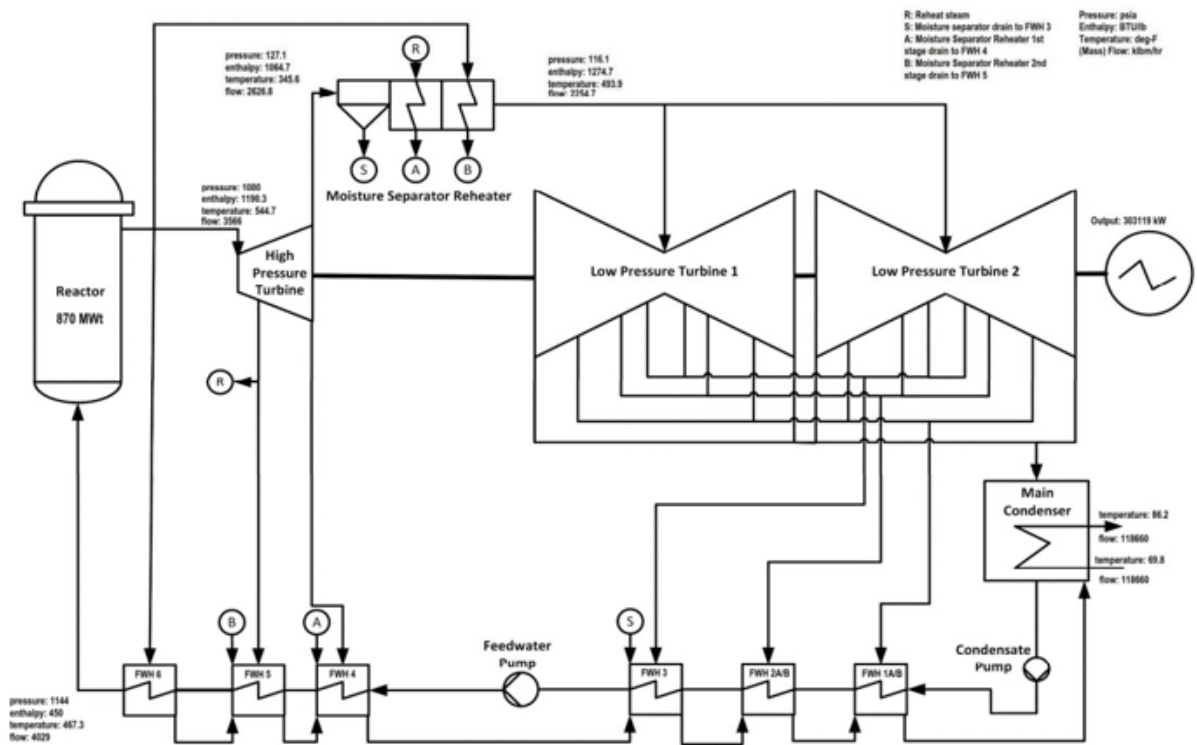 R: Reheat steam
S: Moisture separator drain to FWH 3
A: Moisture Separator Reheater 1st
stage drain to FWH 4
B: Moisture Separator Reheater 2nd
stage drain to FWH 5
Pressure: psia
Enthalpy: BTU/lb
Temperature: deg-F
(Mass) Flow: klbm/hr
pressure: 127.1
enthalpy: 1064.7
temperature: 345.6
flow: 2626.8
R
pressure: 116.1
enthalpy: 1274.7
temperature: 493.9
flow: 2254.7
S
A
B
Moisture Separator Reheater
pressure: 1000
enthalpy: 1190.3
temperature: 544.7
flow: 3566
Reactor
870 MWt
High
Pressure
Turbine
Low Pressure Turbine 1
Low Pressure Turbine 2
Output: 303119 kW
R
Main
Condenser
temperature: 86.2
flow: 118660
temperature: 69.8
flow: 118660
B
A
S
Feedwater
Pump
Condensate
Pump
FWH 6
FWH 5
FWH 4
FWH 3
FWH 2A/B
FWH 1A/B
pressure: 1144
enthalpy: 450
temperature: 467.3
flow: 4029